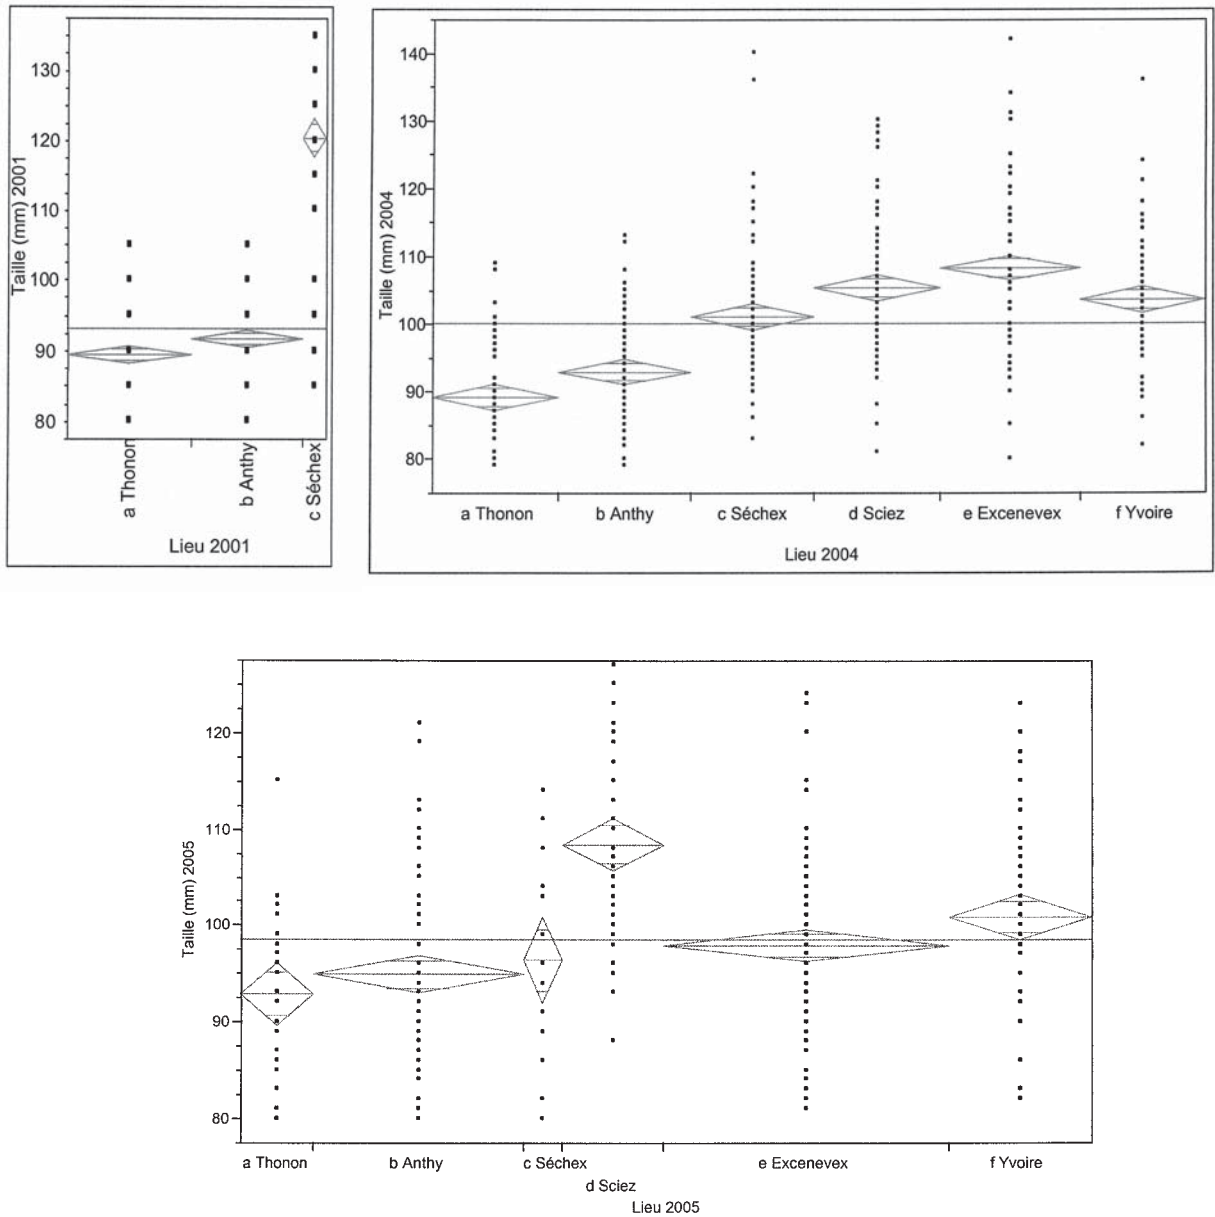 Taille (mm) 2001
130
120
110
100
90
80
a Thonon
b Anthy
c Séchex
Lieu 2001
Taille (mm) 2004
140
130
120
110
100
90
80
a Thonon b Anthy c Séchex d Sciez e Excenevex f Yvoire
Lieu 2004
Taille (mm) 2005
120
110
100
90
80
a Thonon b Anthy c Séchex e Excenevex f Yvoire
d Sciez
Lieu 2005